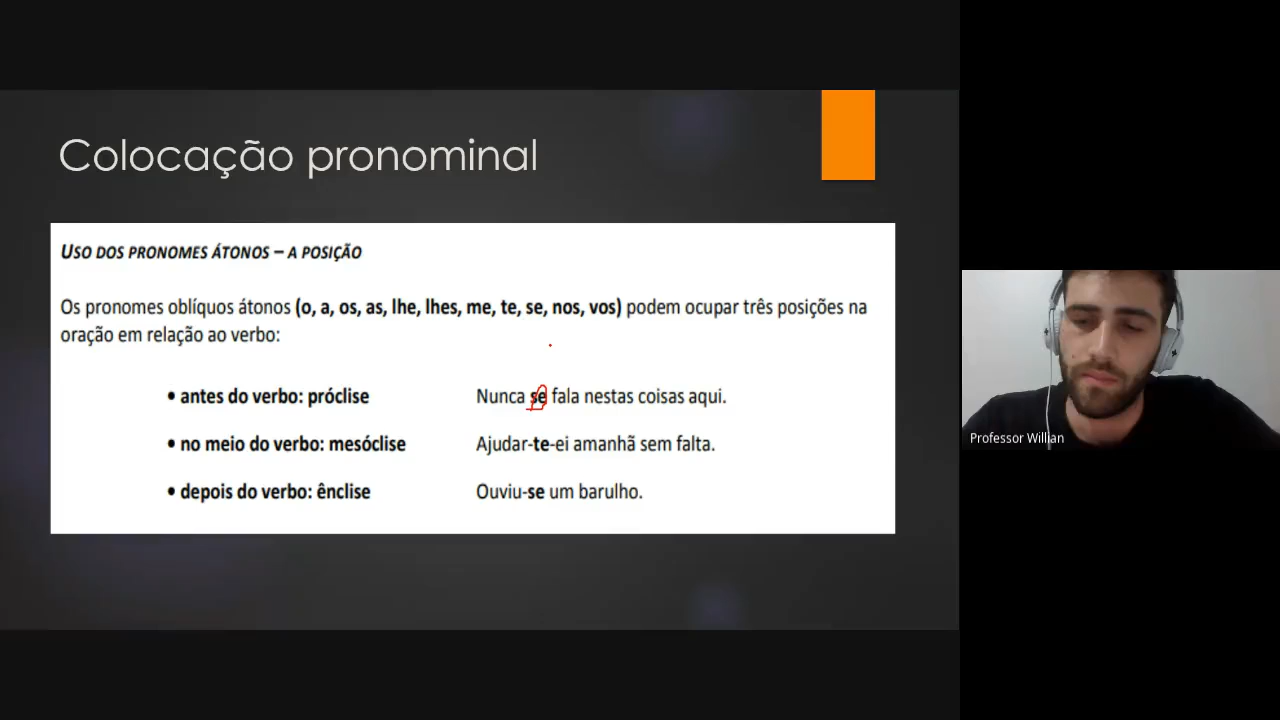 Colocação pronominal
USO DOS PRONOMES ÁTONOS – A POSIÇÃO
Os pronomes oblíquos átonos (o, a, os, as, lhe, lhes, me, te, se, nos, vos) podem ocupar três posições na
oração em relação ao verbo:
• antes do verbo: próclise Nunca se fala nestas coisas aqui.
• no meio do verbo: mesóclise Ajudar-te-ei amanhã sem falta.
• depois do verbo: ênclise Ouviu-se um barulho.
Professor Willian